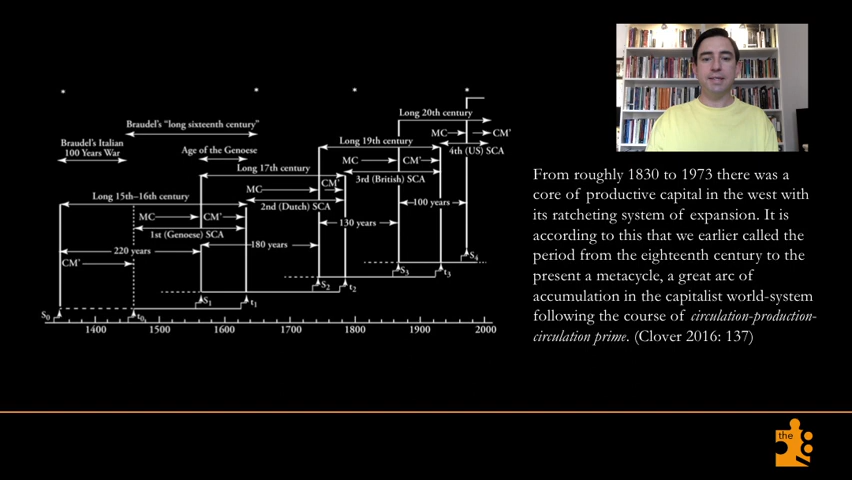 Long 20th century
Braudel's "long sixteenth century"
MC
CM'
Braudel's Italian
100 Years War
Age of the Genoese
Long 19th century
4th (US) SCA
MC
CM'
Long 17th century
3rd (British) SCA
MC
CM'
Long 15th–16th century
2nd (Dutch) SCA
100 years
MC
CM'
130 years
1st (Genoese) SCA
180 years
220 years
CM'
S4
S3
t3
S2
t2
S1
t1
S0
t0
1400 1500 1600 1700 1800 1900 2000
From roughly 1830 to 1973 there was a
core of productive capital in the west with
its ratcheting system of expansion. It is
according to this that we earlier called the
period from the eighteenth century to the
present a metacycle, a great arc of
accumulation in the capitalist world-system
following the course of circulation-production-
circulation prime. (Clover 2016: 137)
the